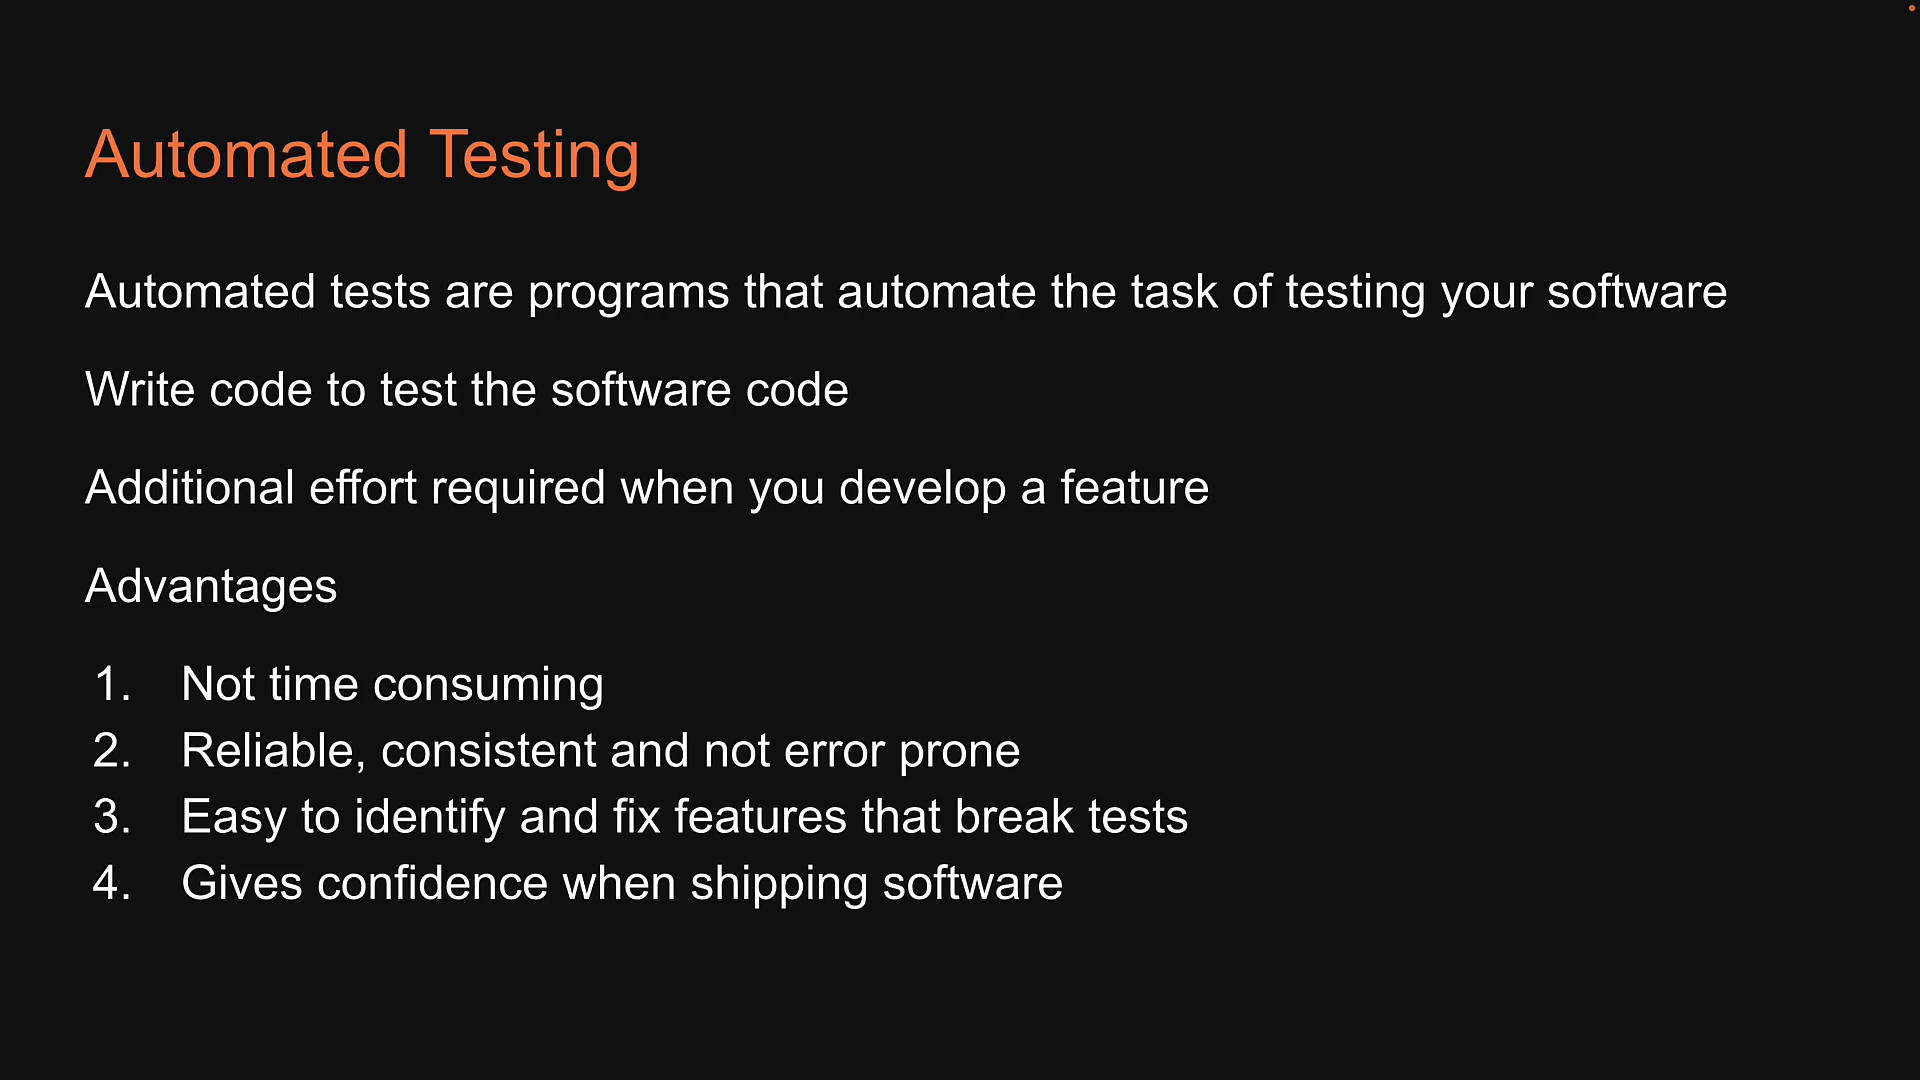 Automated Testing
Automated tests are programs that automate the task of testing your software
Write code to test the software code
Additional effort required when you develop a feature
Advantages
1. Not time consuming
2. Reliable, consistent and not error prone
3. Easy to identify and fix features that break tests
4. Gives confidence when shipping software